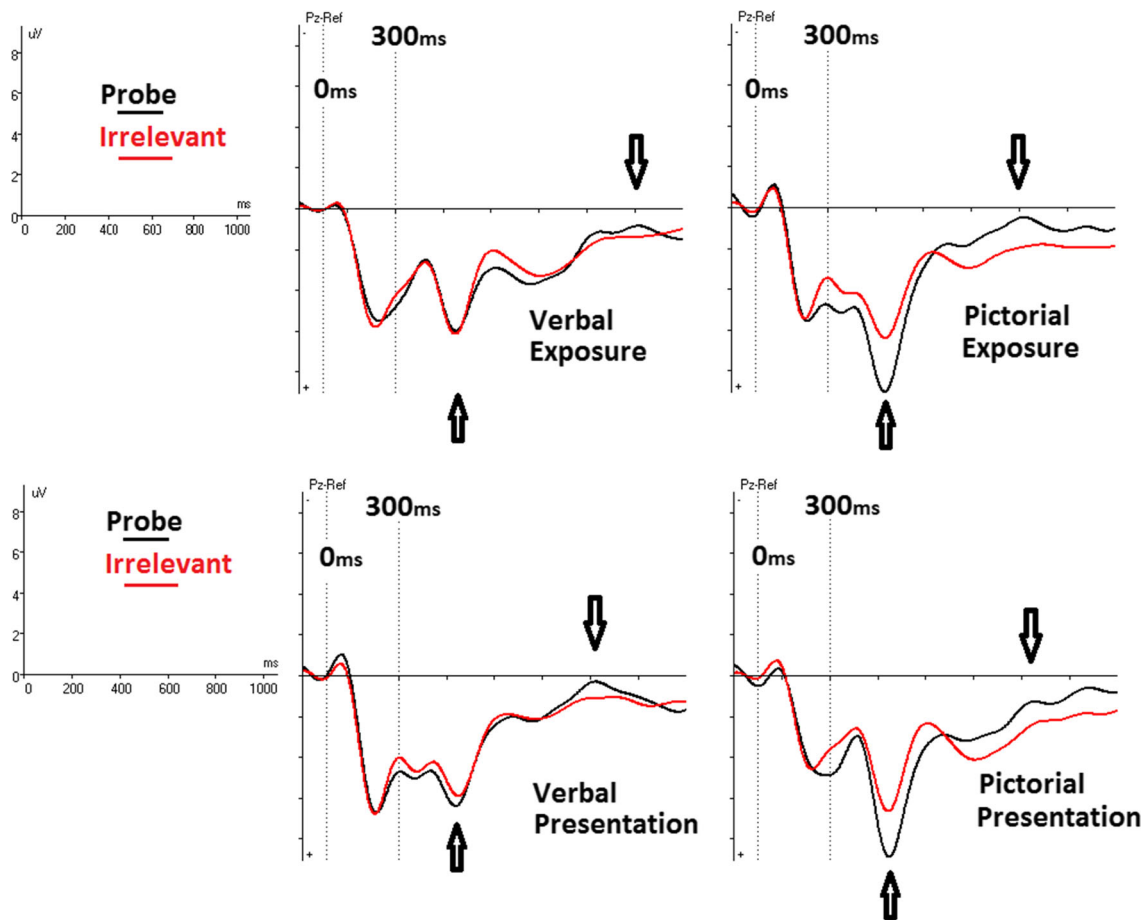 Pz-Ref
Pz-Ref
uV
-
-
300ms
300ms
8
0ms
0ms
Probe
6
Irrelevant
4
2
ms
0
0 200 400 603 800 1000
Verbal
Exposure
Pictorial
Exposure
+
+
Pz-Ref
Pz-Ref
uV
-
-
300ms
300ms
8
Probe
0ms
0ms
6
Irrelevant
4
2
ms
0
0 200 400 600 800 1000
Verbal
Presentation
Pictorial
Presentation
+
+